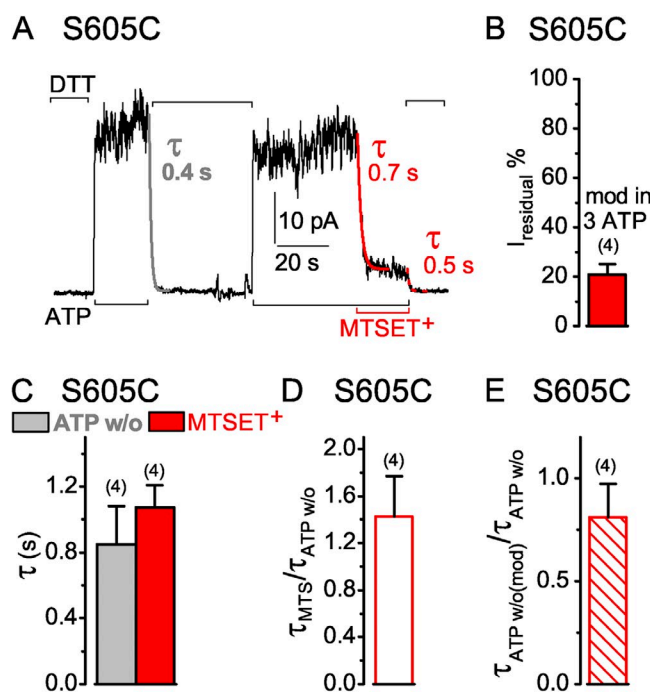 A S605C
DTT
τ
0.4 s
τ
0.7 s
τ
0.5 s
10 pA
20 s
ATP
MTSET+
B S605C
I residual %
100
80
60
40
20
0
mod in
3 ATP
(4)
C S605C
ATP w/o MTSET+
τ (s)
1.2
0.8
0.4
0.0
(4)
(4)
D S605C
τMTS/τATP w/o
2.0
1.6
1.2
0.8
0.4
0.0
(4)
E S605C
τATP w/o(mod)/τATP w/o
1.0
0.5
0.0
(4)